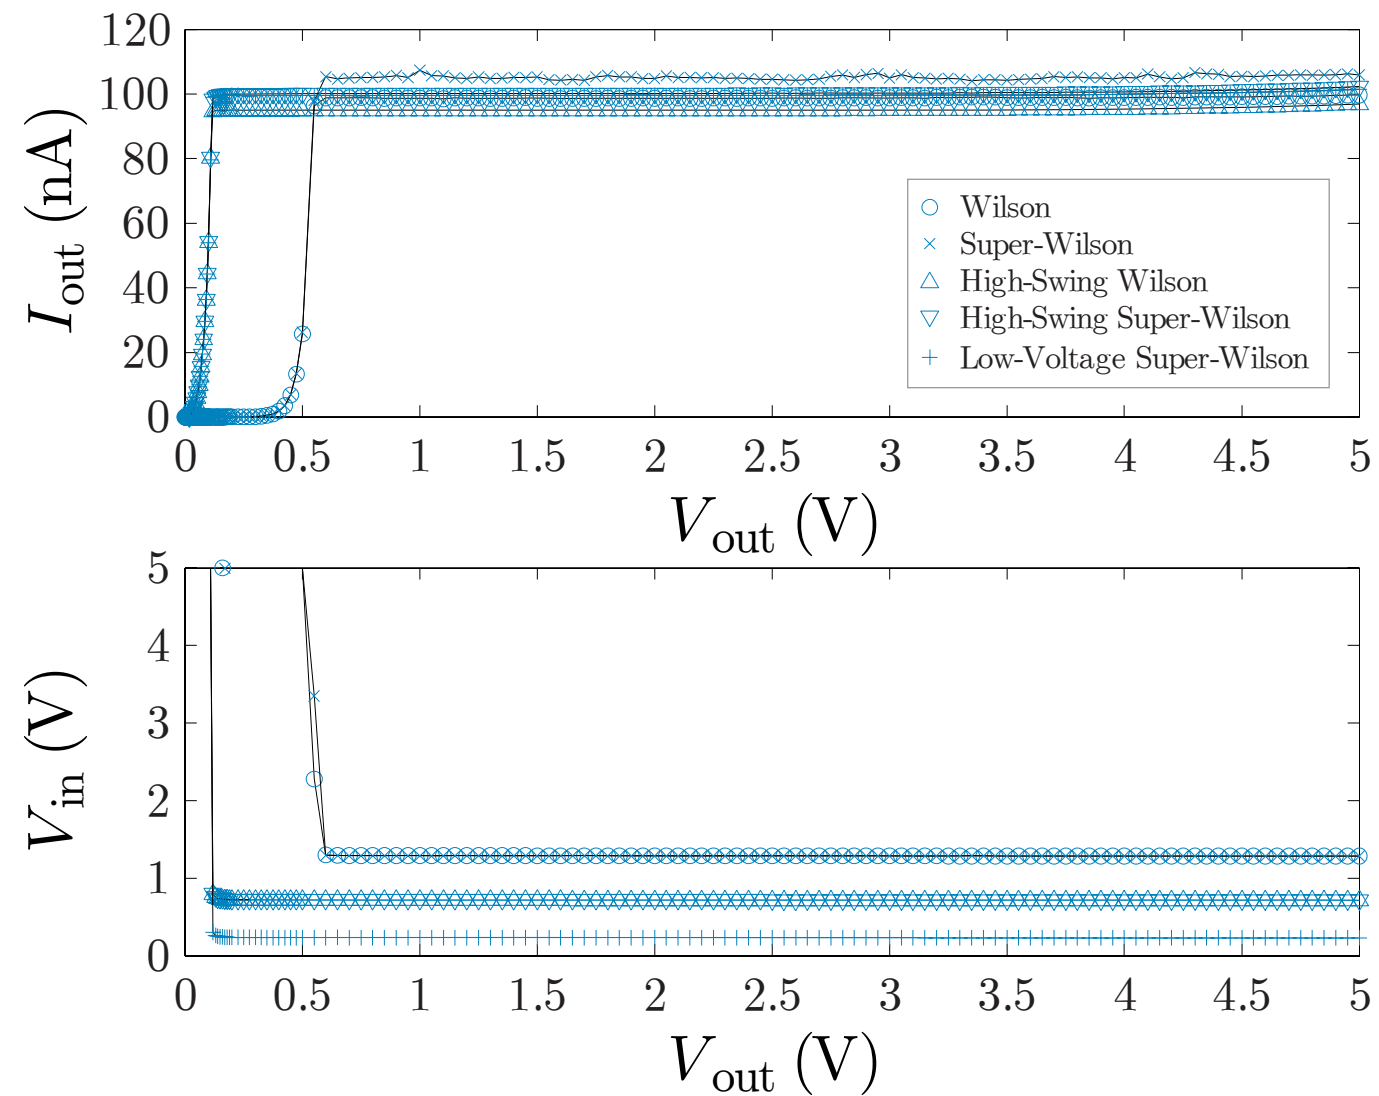 120
100
80
60
40
20
0
I_out (nA)
Wilson
Super-Wilson
High-Swing Wilson
High-Swing Super-Wilson
Low-Voltage Super-Wilson
0 0.5 1 1.5 2 2.5 3 3.5 4 4.5 5
V_out (V)
5
4
3
2
1
0
V_in (V)
0 0.5 1 1.5 2 2.5 3 3.5 4 4.5 5
V_out (V)